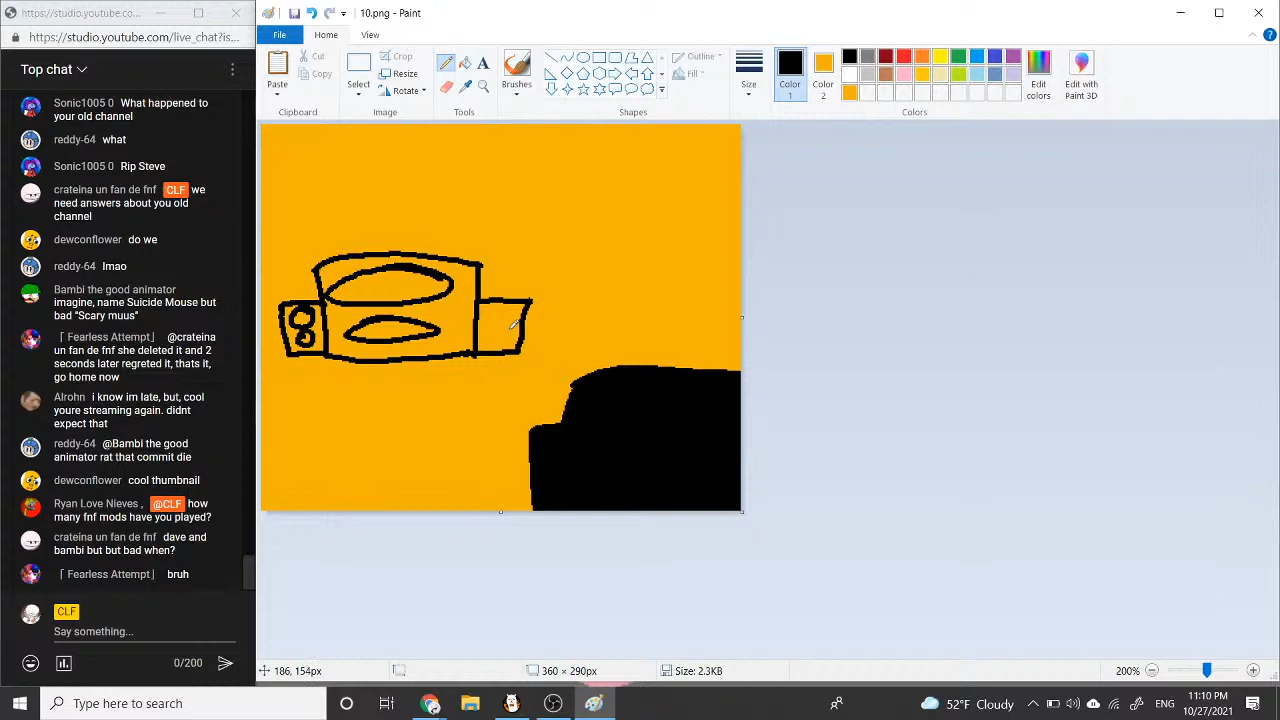 https://studio.youtube.com/live_chat?is...
https://studio.youtube.com/live_chat?is...
Top chat
Sonic1005 0 What happened to
your old channel
reddy-64 what
Sonic1005 0 Rip Steve
crateina un fan de fnf CLF we
need answers about you old
channel
dewconflower do we
reddy-64 lmao
Bambi the good animator
imagine, name Suicide Mouse but
bad "Scary muus"
「 Fearless Attempt」 @crateina
un fan de fnf she deleted it and 2
seconds later regretted it, thats it,
go home now
Alrohn i know im late, but, cool
youre streaming again. didnt
expect that
reddy-64 @Bambi the good
animator rat that commit die
dewconflower cool thumbnail
Ryan Love Nieves , @CLF how
many fnf mods have you played?
crateina un fan de fnf dave and
bambi but but bad when?
「 Fearless Attempt」 bruh
CLF
Say something...
0/200
10.png - Paint
File Home View
Paste
Cut
Copy
Clipboard
Select
Crop
Resize
Rotate
Image
A
Tools
Brushes
Outline
Fill
Shapes
Size
Color
1
Color
2
Edit
colors
Edit with
Paint 3D
Colors
186, 154px
360 × 290px
Size: 2.3KB
200%
Type here to search
52°F Cloudy
ENG
11:10 PM
10/27/2021